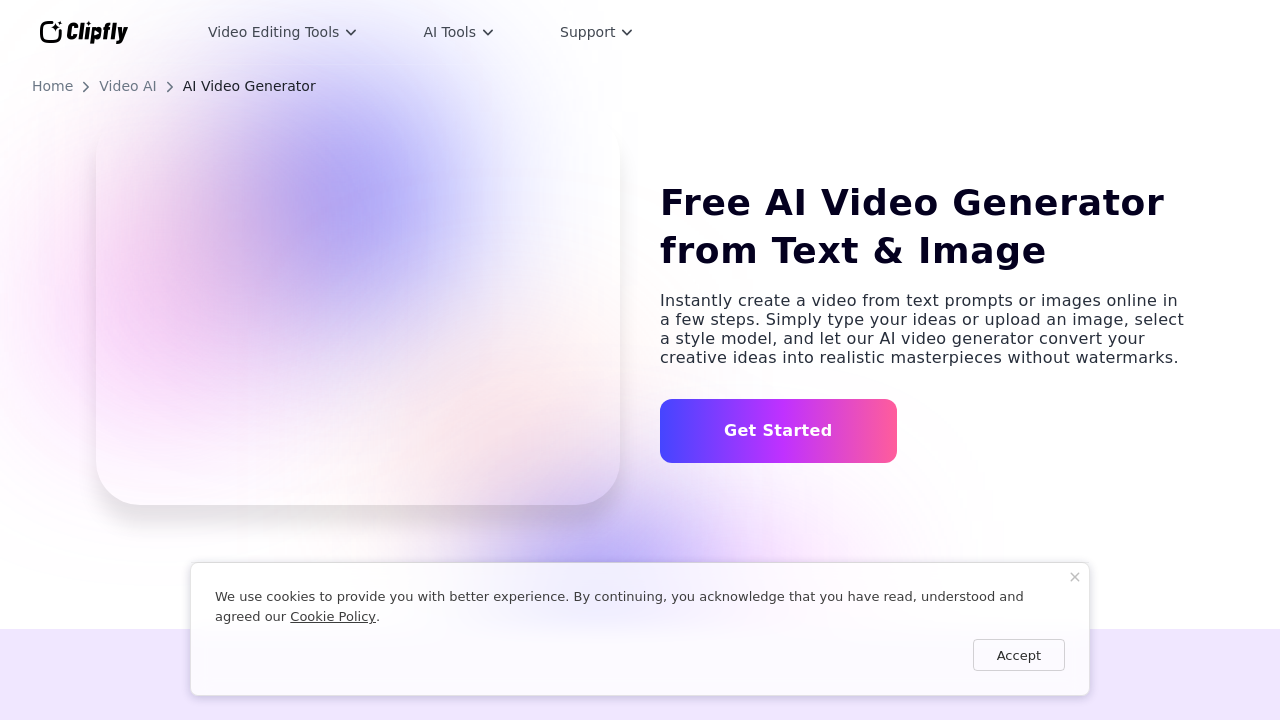 Clipfly
Video Editing Tools
AI Tools
Support
Home
Video AI
AI Video Generator
Free AI Video Generator
from Text & Image
Instantly create a video from text prompts or images online in
a few steps. Simply type your ideas or upload an image, select
a style model, and let our AI video generator convert your
creative ideas into realistic masterpieces without watermarks.
Get Started
We use cookies to provide you with better experience. By continuing, you acknowledge that you have read, understood and
agreed our Cookie Policy.
Accept